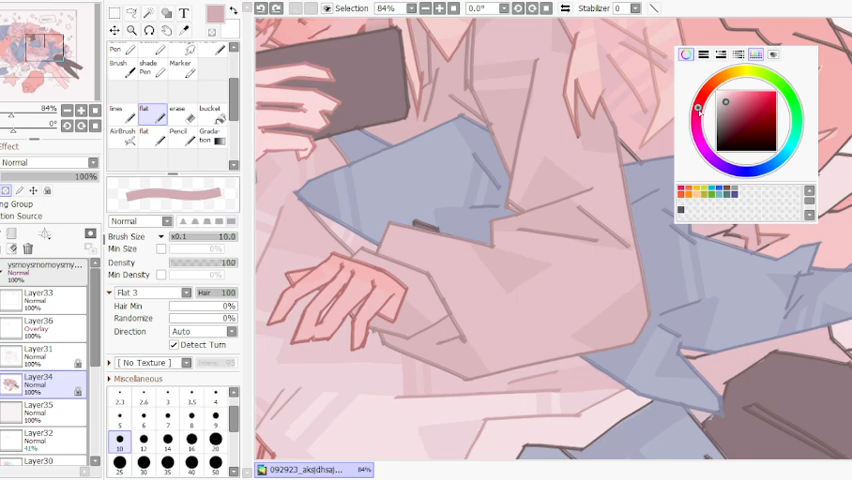 Selection 84% 0.0° Stabilizer 0
84%
0°
Effect
Normal
100%
ng Group
ation Source
Normal
100%
Layer33
Normal
100%
Layer36
Overlay
100%
Layer31
Normal
100%
Layer34
Normal
100%
Layer35
Normal
100%
Layer32
Normal
41%
Layer30
T
Pen
Brush shade Pen Marker
lines flat erase bucket
AirBrush flat Pencil Grada-tion
Normal
Brush Size x0.1 10.0
Min Size 0%
Density 100
Min Density 0%
Flat 3 Hair 100
Hair Min 0%
Randomize 0%
Direction Auto
Detect Turn
[ No Texture ]
Miscellaneous
2.3 2.6 3 3.5 4
5 6 7 8 9
10 12 14 16 20
25 30 35 40 50
84%